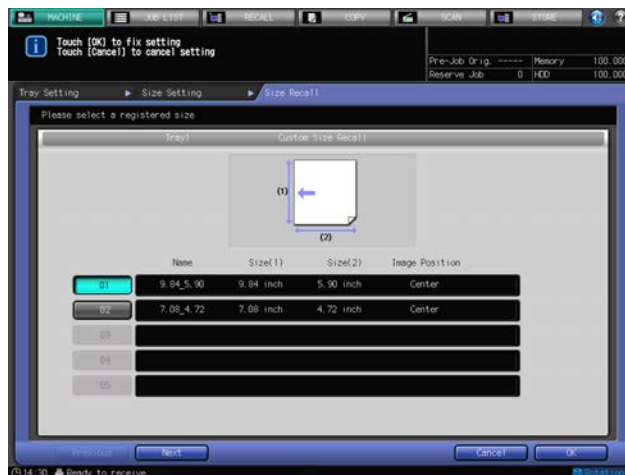 MACHINE JOB LIST RECALL COPY SCAN STORE
Touch [OK] to fix setting
Touch [Cancel] to cancel setting
Pre-Job Orig. ----- Memory 100.00
Reserve Job 0 HDD 100.00
Tray Setting Size Setting Size Recall
Please select a registered size
Tray1 Custom Size Recall
(1)
(2)
Name Size(1) Size(2) Image Position
01 9.84_5.90 9.84 inch 5.90 inch Center
02 7.08_4.72 7.08 inch 4.72 inch Center
03
04
05
Previous Next Cancel OK
14:30 Ready to receive Rotation